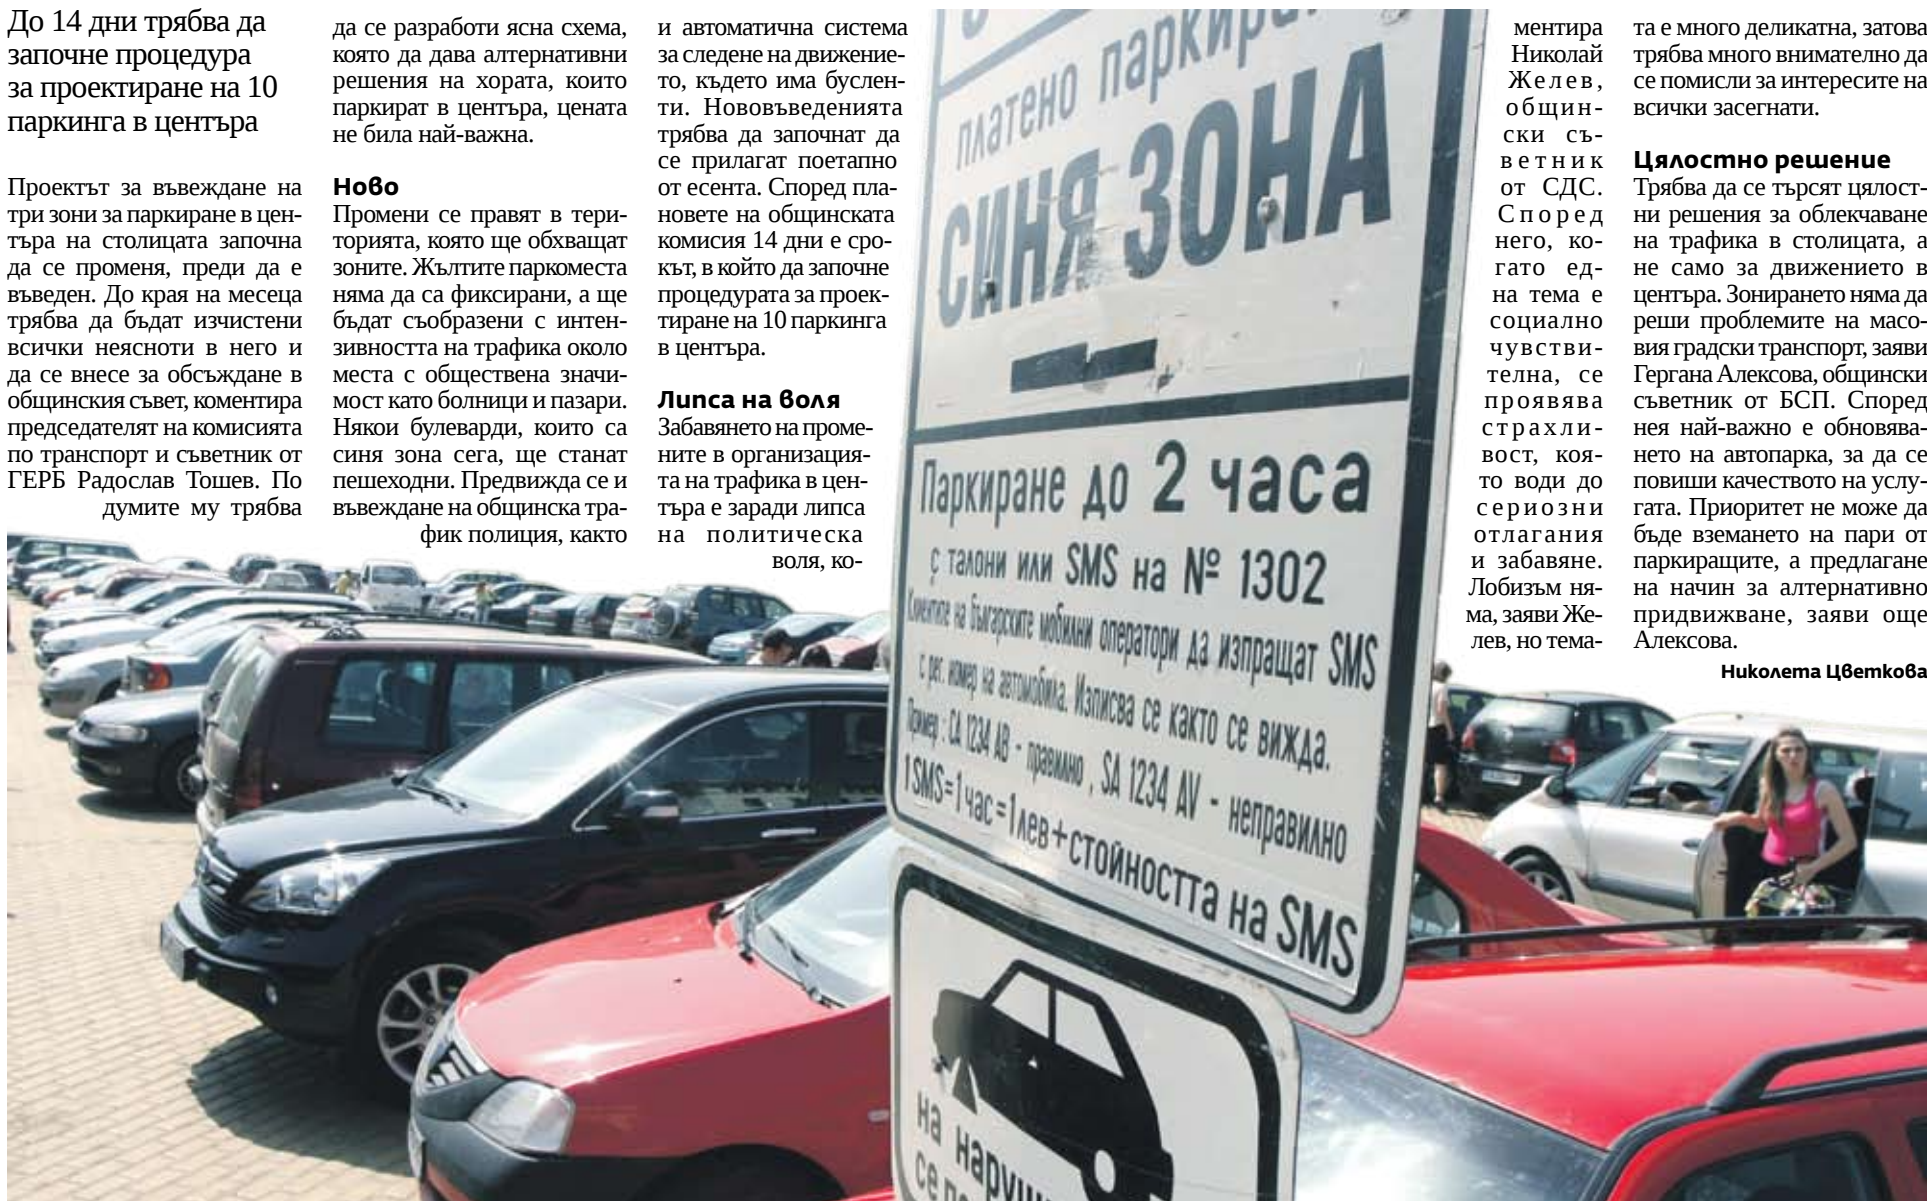 До 14 дни трябва да
започне процедура
за проектиране на 10
паркинга в центъра
Проектът за въвеждане на
три зони за паркиране в цен-
търа на столицата започна
да се променя, преди да е
въведен. До края на месеца
трябва да бъдат изчистени
всички неясноти в него и
да се внесе за обсъждане в
общинския съвет, коментира
председателят на комисията
по транспорт и съветник от
ГЕРБ Радослав Тошев. По
думите му трябва
да се разработи ясна схема,
която да дава алтернативни
решения на хората, които
паркират в центъра, цената
не била най-важна.
Ново
Промени се правят в тери-
торията, която ще обхващат
зоните. Жълтите паркоместа
няма да са фиксирани, а ще
бъдат съобразени с интен-
зивността на трафика около
места с обществена значи-
мост като болници и пазари.
Някои булеварди, които са
синя зона сега, ще станат
пешеходни. Предвижда се и
въвеждане на общинска тра-
фик полиция, както
и автоматична система
за следене на движение-
то, където има буслен-
ти. Нововъведенията
трябва да започнат да
се прилагат поетапно
от есента. Според пла-
новете на общинската
комисия 14 дни е сро-
кът, в който да започне
процедурата за проек-
тиране на 10 паркинга
в центъра.
Липса на воля
Забавянето на проме-
ните в организация-
та на трафика в цен-
търа е заради липса
на политическа
воля, ко-
ментира
Николай
Желев,
общин-
ски съ-
ветник
от СДС.
Според
него, ко-
гато ед-
на тема е
социално
чувстви-
телна, се
проявява
страхли-
вост, коя-
то води до
сериозни
отлагания
и забавяне.
Лобизъм ня-
ма, заяви Же-
лев, но тема-
та е много деликатна, затова
трябва много внимателно да
се помисли за интересите на
всички засегнати.
Цялостно решение
Трябва да се търсят цялост-
ни решения за облекчаване
на трафика в столицата, а
не само за движението в
центъра. Зонирането няма да
реши проблемите на масо-
вия градски транспорт, заяви
Гергана Алексова, общински
съветник от БСП. Според
нея най-важно е обновява-
нето на автопарка, за да се
повиши качеството на услу-
гата. Приоритет не може да
бъде вземането на пари от
паркиращите, а предлагане
на начин за алтернативно
придвижване, заяви още
Алексова.
Николета Цветкова
платено паркиран
СИНЯ ЗОНА
Паркиране до 2 часа
с талони или SMS на № 1302
Клиентите на българските мобилни оператори да изпращат SMS
с рег. номер на автомобила. Изписва се както се вижда.
Пример : СА 1234 АВ - правилно , SA 1234 AV - неправилно
1 SMS=1 час =1лев+стойността на SMS
на наруш
се по